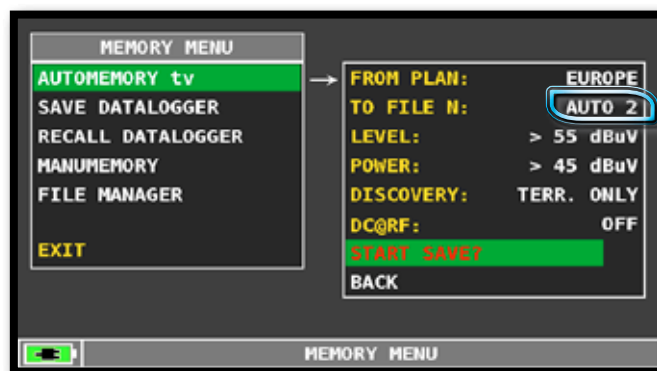 MEMORY MENU
AUTOMEMORY tv
SAVE DATALOGGER
RECALL DATALOGGER
MANUMEMORY
FILE MANAGER
EXIT
FROM PLAN: EUROPE
TO FILE N: AUTO 2
LEVEL: > 55 dBuV
POWER: > 45 dBuV
DISCOVERY: TERR. ONLY
DC@RF: OFF
START SAVE?
BACK
MEMORY MENU